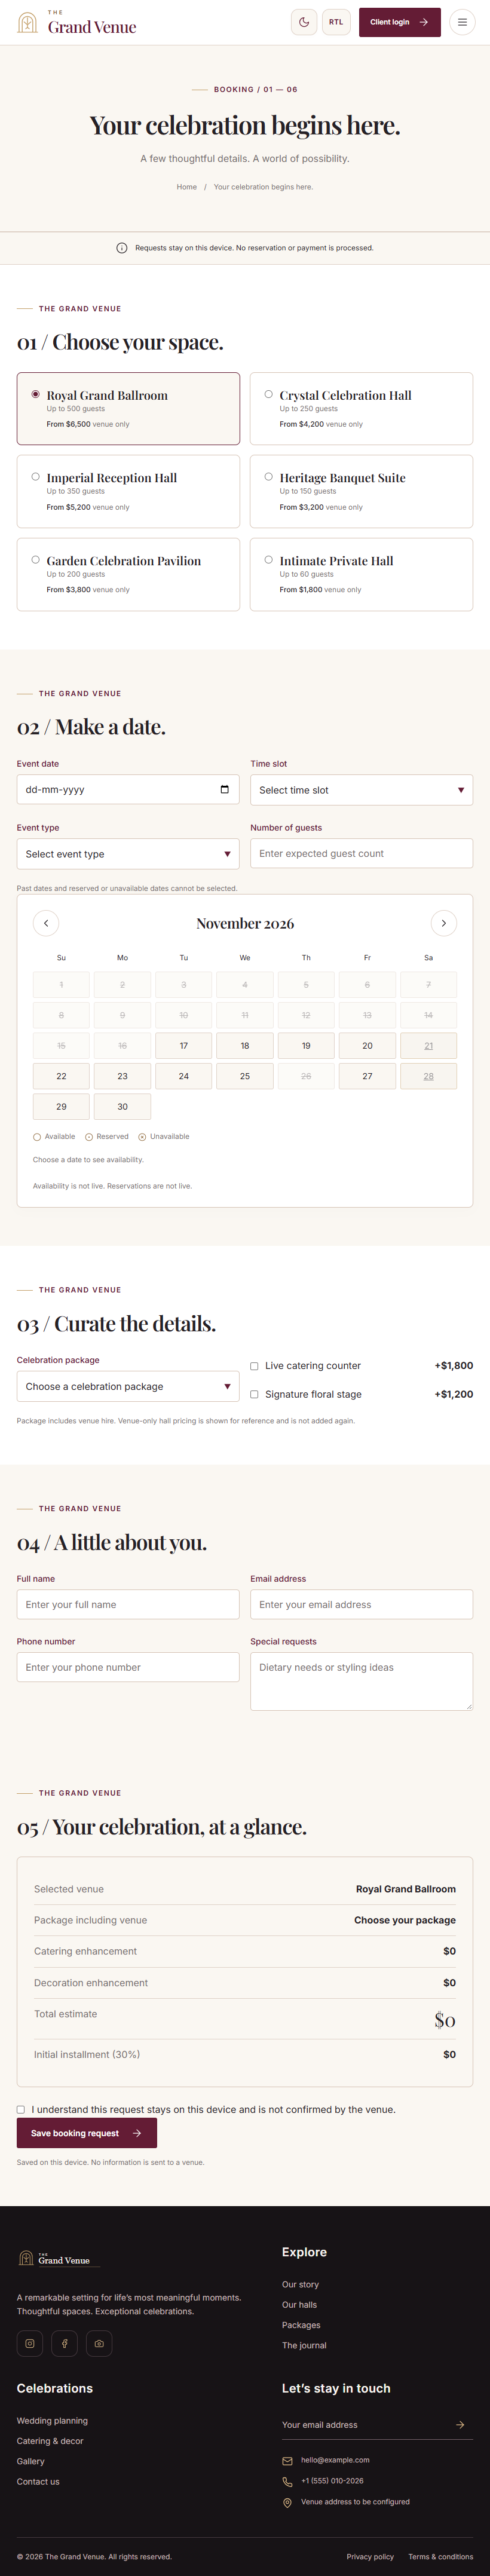 THE
Grand Venue
RTL
Client login
BOOKING / 01 — 06
Your celebration begins here.
A few thoughtful details. A world of possibility.
Home / Your celebration begins here.
Requests stay on this device. No reservation or payment is processed.
THE GRAND VENUE
01 / Choose your space.
Royal Grand Ballroom
Up to 500 guests
From $6,500 venue only
Crystal Celebration Hall
Up to 250 guests
From $4,200 venue only
Imperial Reception Hall
Up to 350 guests
From $5,200 venue only
Heritage Banquet Suite
Up to 150 guests
From $3,200 venue only
Garden Celebration Pavilion
Up to 200 guests
From $3,800 venue only
Intimate Private Hall
Up to 60 guests
From $1,800 venue only
THE GRAND VENUE
02 / Make a date.
Event date
dd-mm-yyyy
Time slot
Select time slot
Event type
Select event type
Number of guests
Enter expected guest count
Past dates and reserved or unavailable dates cannot be selected.
November 2026
Su Mo Tu We Th Fr Sa
1 2 3 4 5 6 7
8 9 10 11 12 13 14
15 16 17 18 19 20 21
22 23 24 25 26 27 28
29 30
Available Reserved Unavailable
Choose a date to see availability.
Availability is not live. Reservations are not live.
THE GRAND VENUE
03 / Curate the details.
Celebration package
Choose a celebration package
Live catering counter +$1,800
Signature floral stage +$1,200
Package includes venue hire. Venue-only hall pricing is shown for reference and is not added again.
THE GRAND VENUE
04 / A little about you.
Full name
Enter your full name
Email address
Enter your email address
Phone number
Enter your phone number
Special requests
Dietary needs or styling ideas
THE GRAND VENUE
05 / Your celebration, at a glance.
Selected venue Royal Grand Ballroom
Package including venue Choose your package
Catering enhancement $0
Decoration enhancement $0
Total estimate $0
Initial installment (30%) $0
I understand this request stays on this device and is not confirmed by the venue.
Save booking request
Saved on this device. No information is sent to a venue.
THE
Grand Venue
A remarkable setting for life’s most meaningful moments.
Thoughtful spaces. Exceptional celebrations.
Explore
Our story
Our halls
Packages
The journal
Celebrations
Wedding planning
Catering & decor
Gallery
Contact us
Let’s stay in touch
Your email address
hello@example.com
+1 (555) 010-2026
Venue address to be configured
© 2026 The Grand Venue. All rights reserved.
Privacy policy Terms & conditions